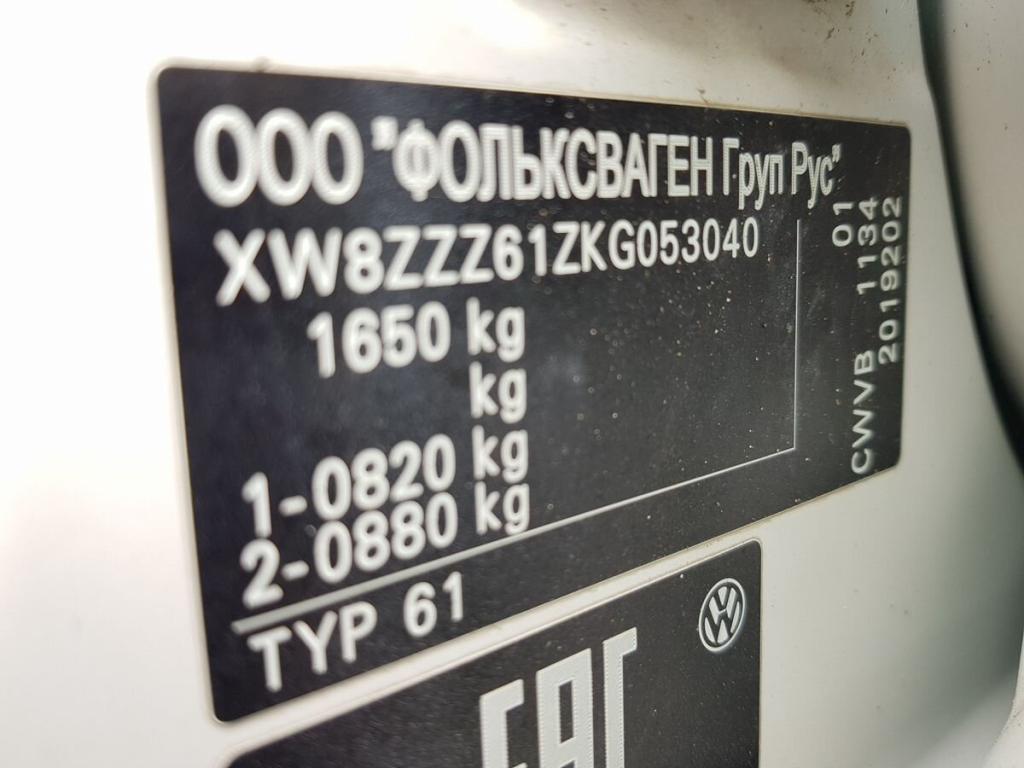 ООО "ФОЛЬКСВАГЕН Груп Рус"
XW8ZZZ61ZKG053040
1650 kg
kg
1-0820 kg
2-0880 kg
TYP 61
CWVB 1134 01
2019202
EAC